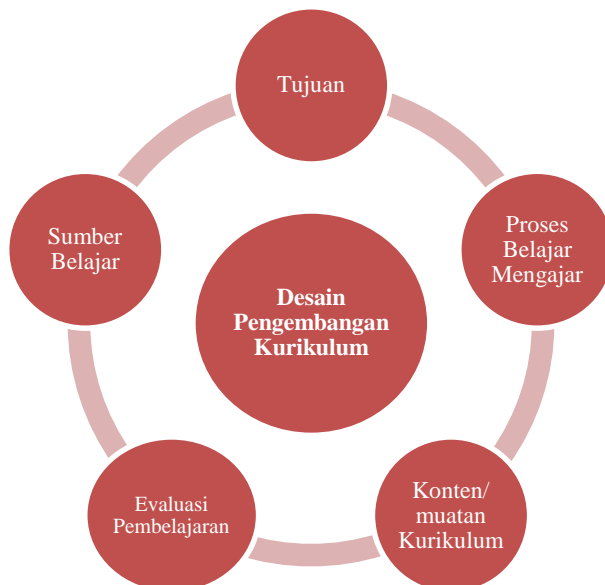 Tujuan
Proses
Belajar
Mengajar
Konten/
muatan
Kurikulum
Evaluasi
Pembelajaran
Sumber
Belajar
Desain
Pengembangan
Kurikulum